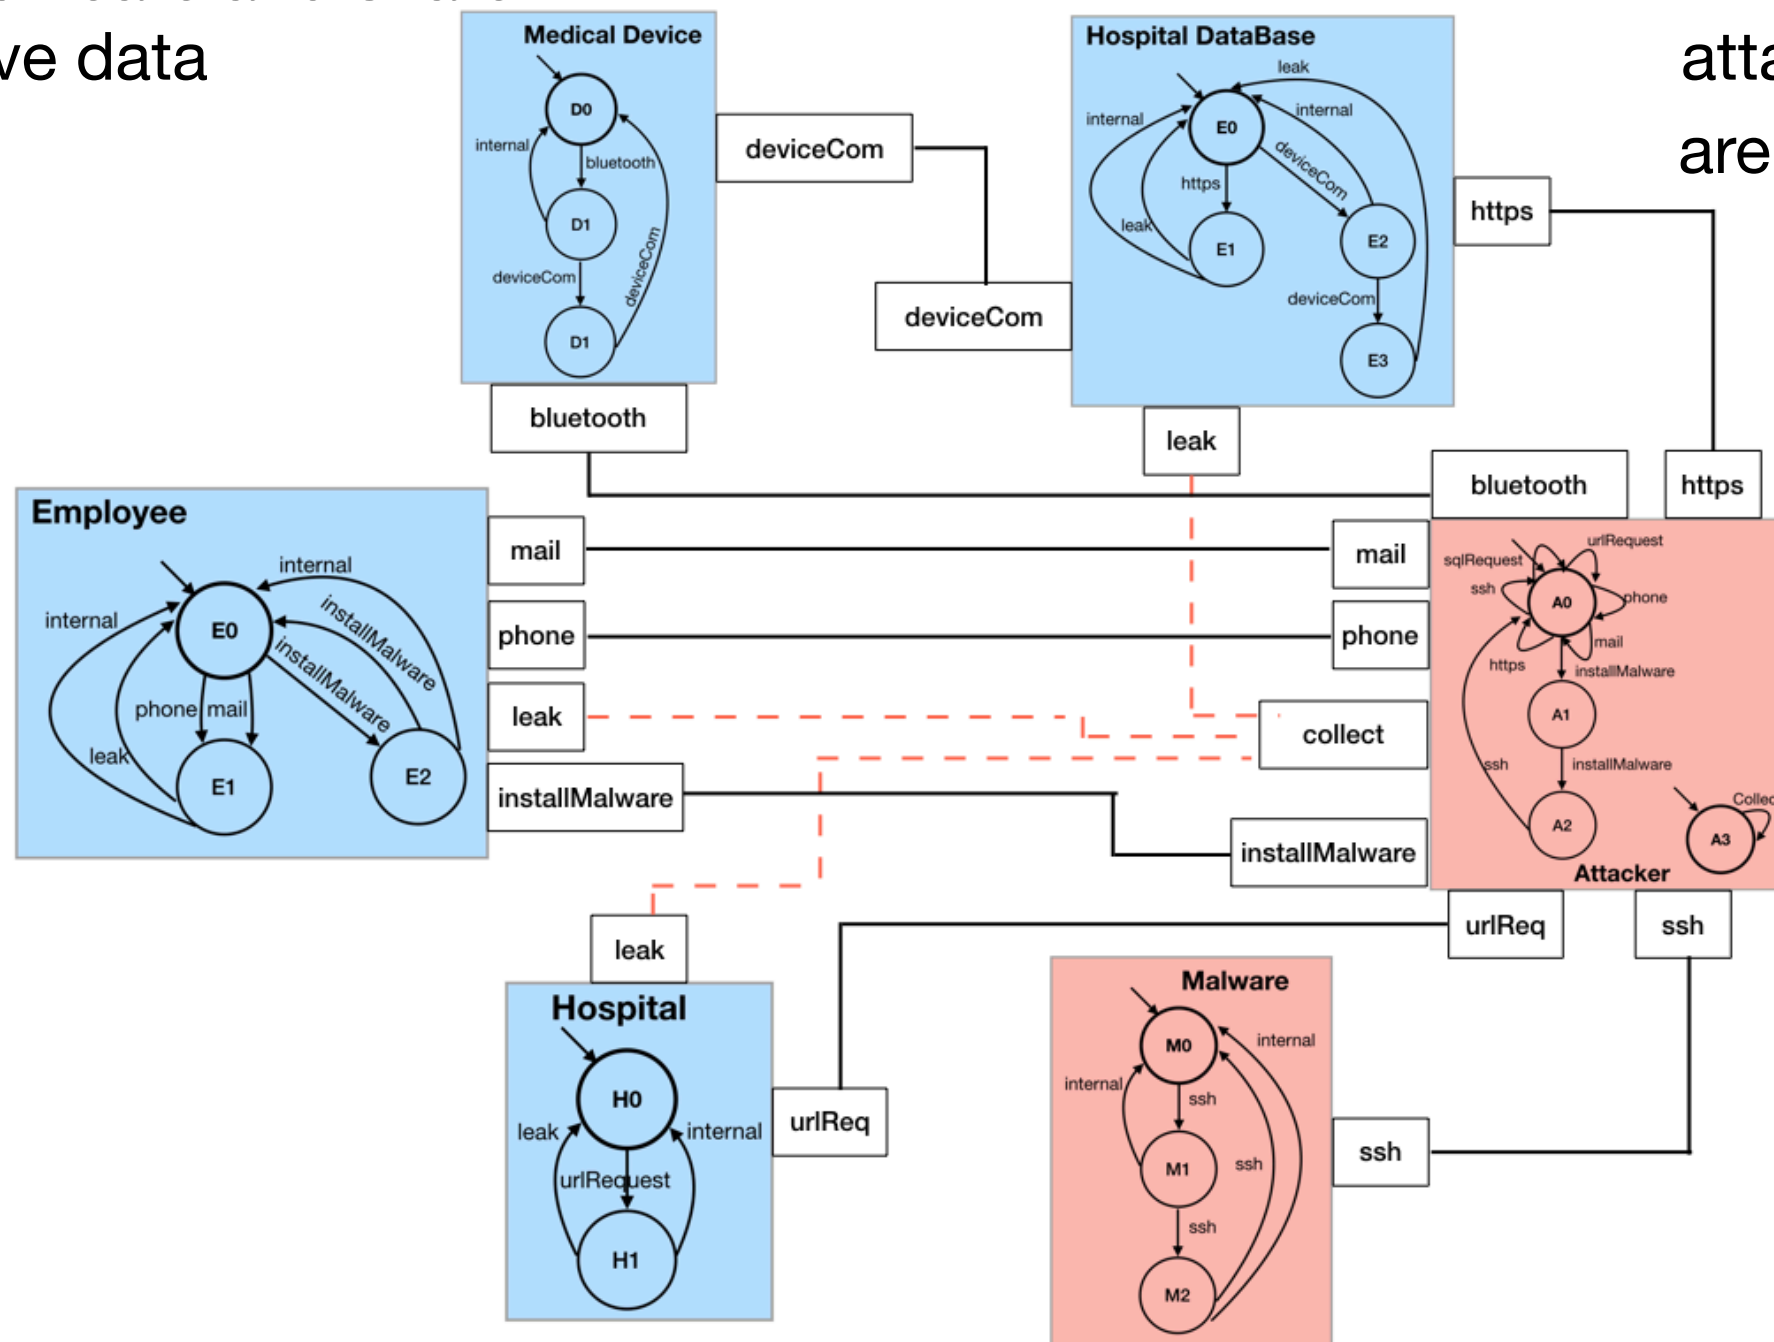 ve data
atta
are
Medical Device
D0
internal
bluetooth
D1
deviceCom
deviceCom
D1
deviceCom
deviceCom
bluetooth
Hospital DataBase
leak
internal
E0
internal
deviceCom
https
leak
E1
E2
deviceCom
E3
https
leak
bluetooth
https
Employee
internal
internal
E0
installMalware
installMalware
phone
mail
leak
E1
E2
mail
phone
leak
installMalware
mail
phone
collect
installMalware
urlRequest
sqlRequest
ssh
A0
phone
mail
https
installMalware
A1
ssh
installMalware
A2
Collec
A3
Attacker
urlReq
ssh
leak
Hospital
H0
leak
internal
urlRequest
H1
urlReq
Malware
M0
internal
internal
ssh
M1
ssh
ssh
M2
ssh